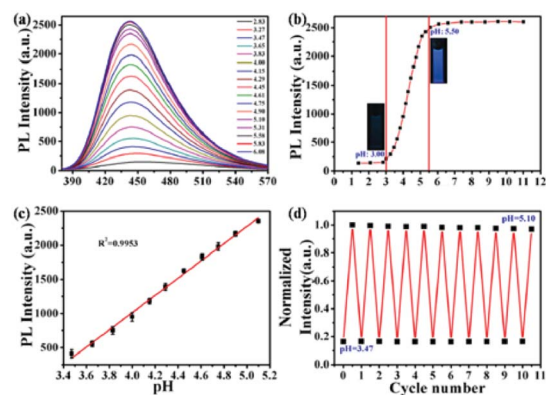 (a)
2500
2000
1500
1000
500
0
PL Intensity (a.u.)
390 420 450 480 510 540 570
2.83
3.27
3.47
3.65
3.83
4.00
4.15
4.29
4.45
4.61
4.75
4.90
5.10
5.31
5.58
5.83
6.08
(b)
2500
2000
1500
1000
500
0
PL Intensity (a.u.)
pH: 5.50
pH: 3.00
0 1 2 3 4 5 6 7 8 9 10 11 12
(c)
2500
2000
1500
1000
500
PL Intensity (a.u.)
R²=0.9953
3.4 3.6 3.8 4.0 4.2 4.4 4.6 4.8 5.0 5.2
pH
(d)
1.0
0.8
0.6
0.4
0.2
0.0
Normalized
Intensity(a.u.)
pH=5.10
pH=3.47
0 1 2 3 4 5 6 7 8 9 10 11
Cycle number